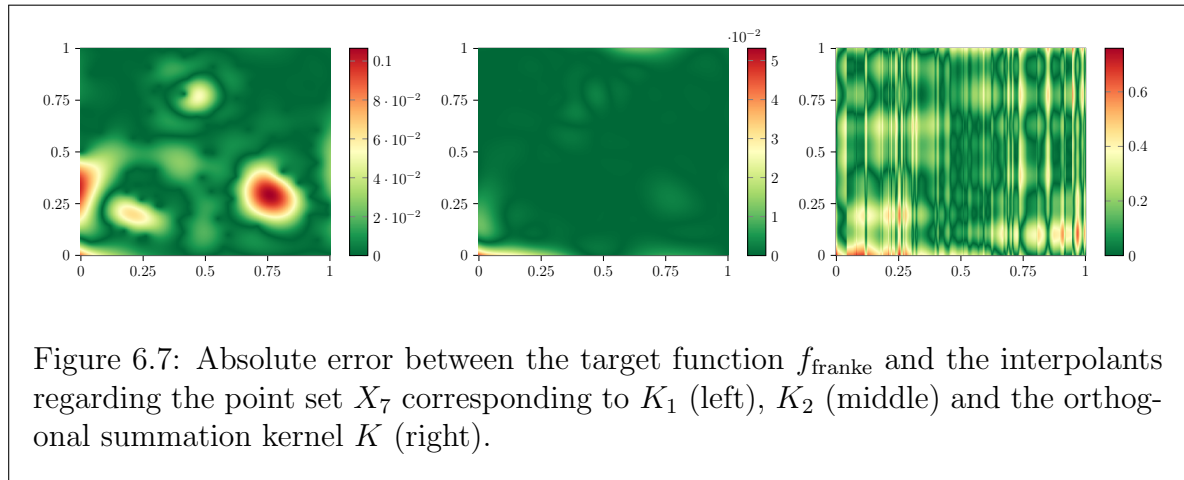 ·10⁻²
1 0.1 1 5 1
0.75 8 · 10⁻² 0.75 4 0.75 0.6
6 · 10⁻² 3
0.5 0.5 0.5 0.4
4 · 10⁻² 2
0.25 2 · 10⁻² 0.25 1 0.25 0.2
0 0 0 0 0 0
0 0.25 0.5 0.75 1 0 0.25 0.5 0.75 1 0 0.25 0.5 0.75 1
Figure 6.7: Absolute error between the target function f_franke and the interpolants
regarding the point set X₇ corresponding to K₁ (left), K₂ (middle) and the orthog-
onal summation kernel K (right).